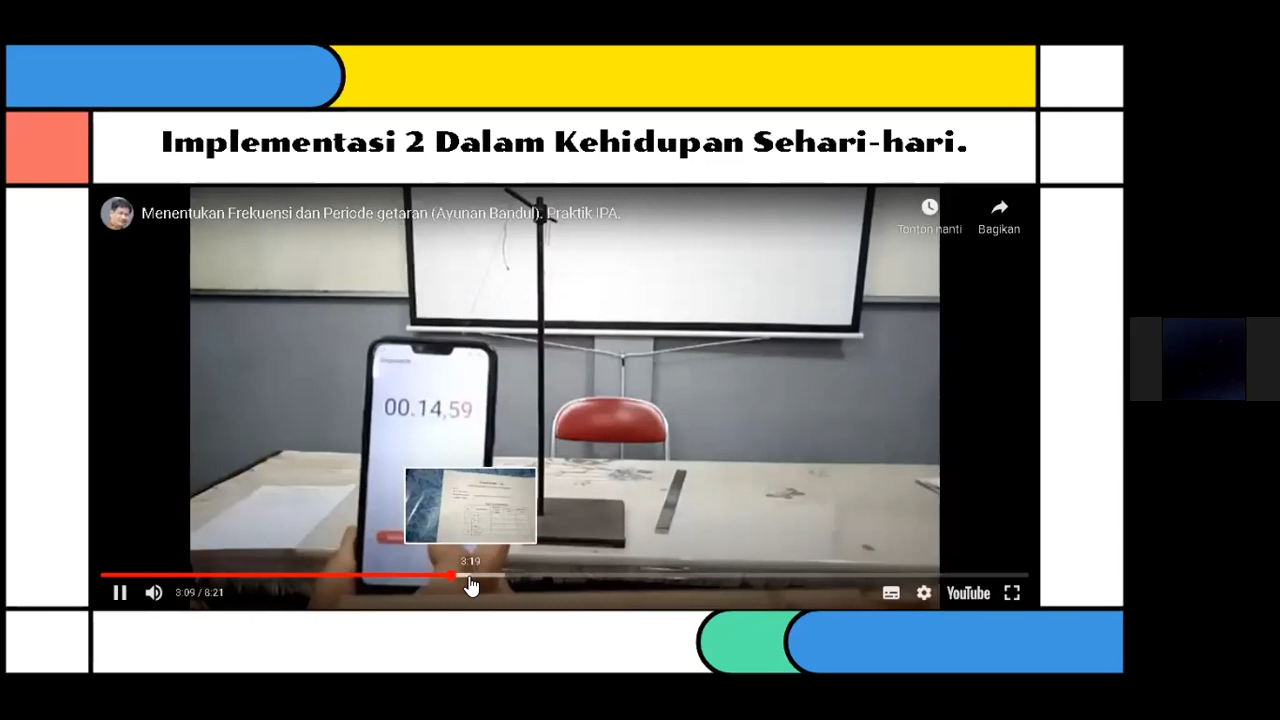 Implementasi 2 Dalam Kehidupan Sehari-hari.
Menentukan Frekuensi dan Periode getaran (Ayunan Bandul). Praktik IPA.
Tonton nanti
Bagikan
00.14,59
3:19
3:09 / 8:21
YouTube